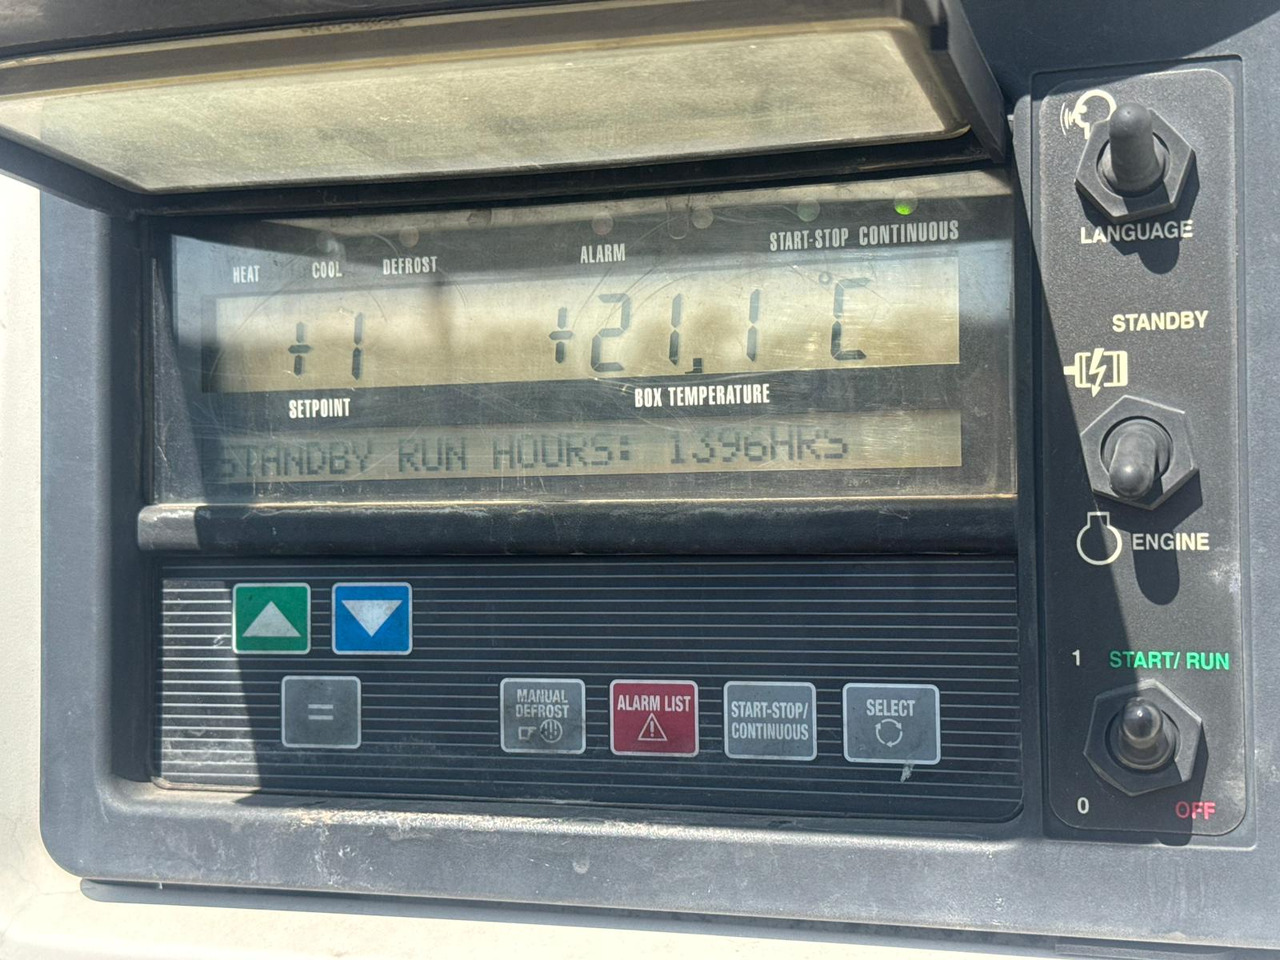 HEAT COOL DEFROST ALARM START-STOP CONTINUOUS
+1 +21.1 °C
SETPOINT BOX TEMPERATURE
STANDBY RUN HOURS: 1396HRS
=
MANUAL DEFROST
ALARM LIST
START-STOP/
CONTINUOUS
SELECT
LANGUAGE
STANDBY
ENGINE
1 START/RUN
0 OFF